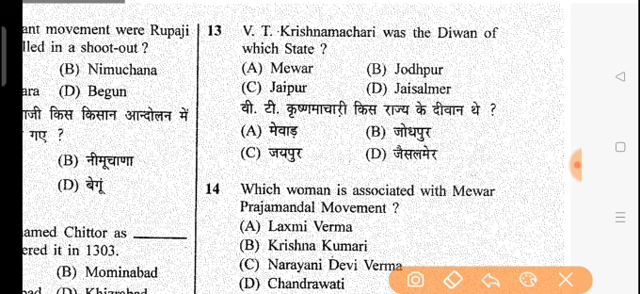 ant movement were Rupaji
lled in a shoot-out ?
(B) Nimuchana
ara (D) Begun
किस किसान आन्दोलन में
गए ?
(B) नीमूचाणा
(D) बेगूं
amed Chittor as ________
ered it in 1303.
(B) Mominabad
(D) Khizrabad
13 V. T. Krishnamachari was the Diwan of
which State ?
(A) Mewar (B) Jodhpur
(C) Jaipur (D) Jaisalmer
वी. टी. कृष्णमाचारी किस राज्य के दीवान थे ?
(A) मेवाड़ (B) जोधपुर
(C) जयपुर (D) जैसलमेर
14 Which woman is associated with Mewar
Prajamandal Movement ?
(A) Laxmi Verma
(B) Krishna Kumari
(C) Narayani Devi Verma
(D) Chandrawati